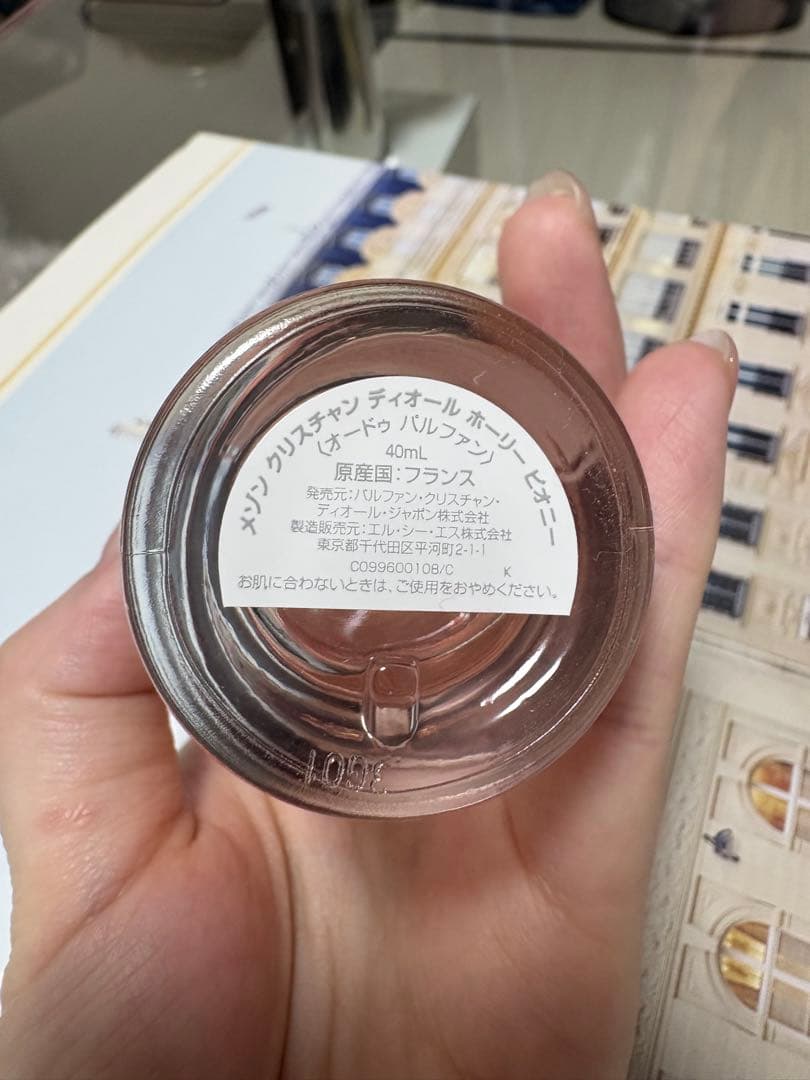 メゾン クリスチャン ディオール ホーリー ピオニー
〈オードゥ パルファン〉
40mL
原産国:フランス
発売元:パルファン・クリスチャン・
ディオール・ジャポン株式会社
製造販売元:エル・シー・エス株式会社
東京都千代田区平河町2-1-1
C099600108/C K
お肌に合わないときは、ご使用をおやめください。